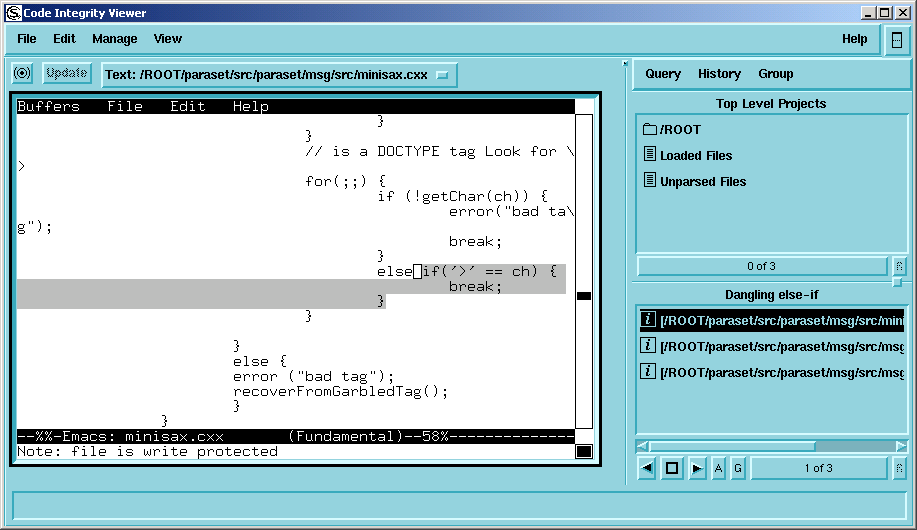 Code Integrity Viewer
File Edit Manage View Help
Update Text: /ROOT/paraset/src/paraset/msg/src/minisax.cxx
Buffers File Edit Help
}
}
// is a DOCTYPE tag Look for \
>
for(;;) {
if (!getChar(ch)) {
error("bad ta\
g");
break;
}
else if('>' == ch) {
break;
}
}
}
else {
error ("bad tag");
recoverFromGarbledTag();
}
}
--%%-Emacs: minisax.cxx (Fundamental)--58%--------------
Note: file is write protected
Query History Group
Top Level Projects
/ROOT
Loaded Files
Unparsed Files
0 of 3
Dangling else-if
i [/ROOT/paraset/src/paraset/msg/src/mini
i [/ROOT/paraset/src/paraset/msg/src/msg
i [/ROOT/paraset/src/paraset/msg/src/msg
A G 1 of 3